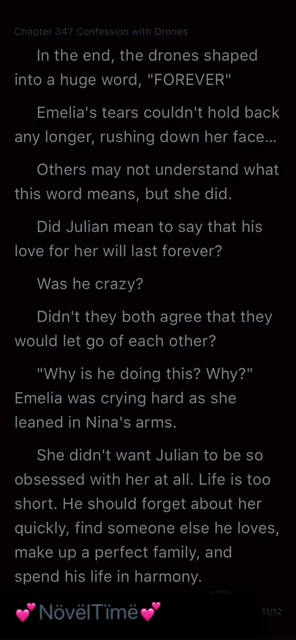 Chapter 347 Confession with Drones
In the end, the drones shaped
into a huge word, "FOREVER"
Emelia's tears couldn't hold back
any longer, rushing down her face...
Others may not understand what
this word means, but she did.
Did Julian mean to say that his
love for her will last forever?
Was he crazy?
Didn't they both agree that they
would let go of each other?
"Why is he doing this? Why?"
Emelia was crying hard as she
leaned in Nina's arms.
She didn't want Julian to be so
obsessed with her at all. Life is too
short. He should forget about her
quickly, find someone else he loves,
make up a perfect family, and
spend his life in harmony.
💕NövëlTïmë💕
11/12